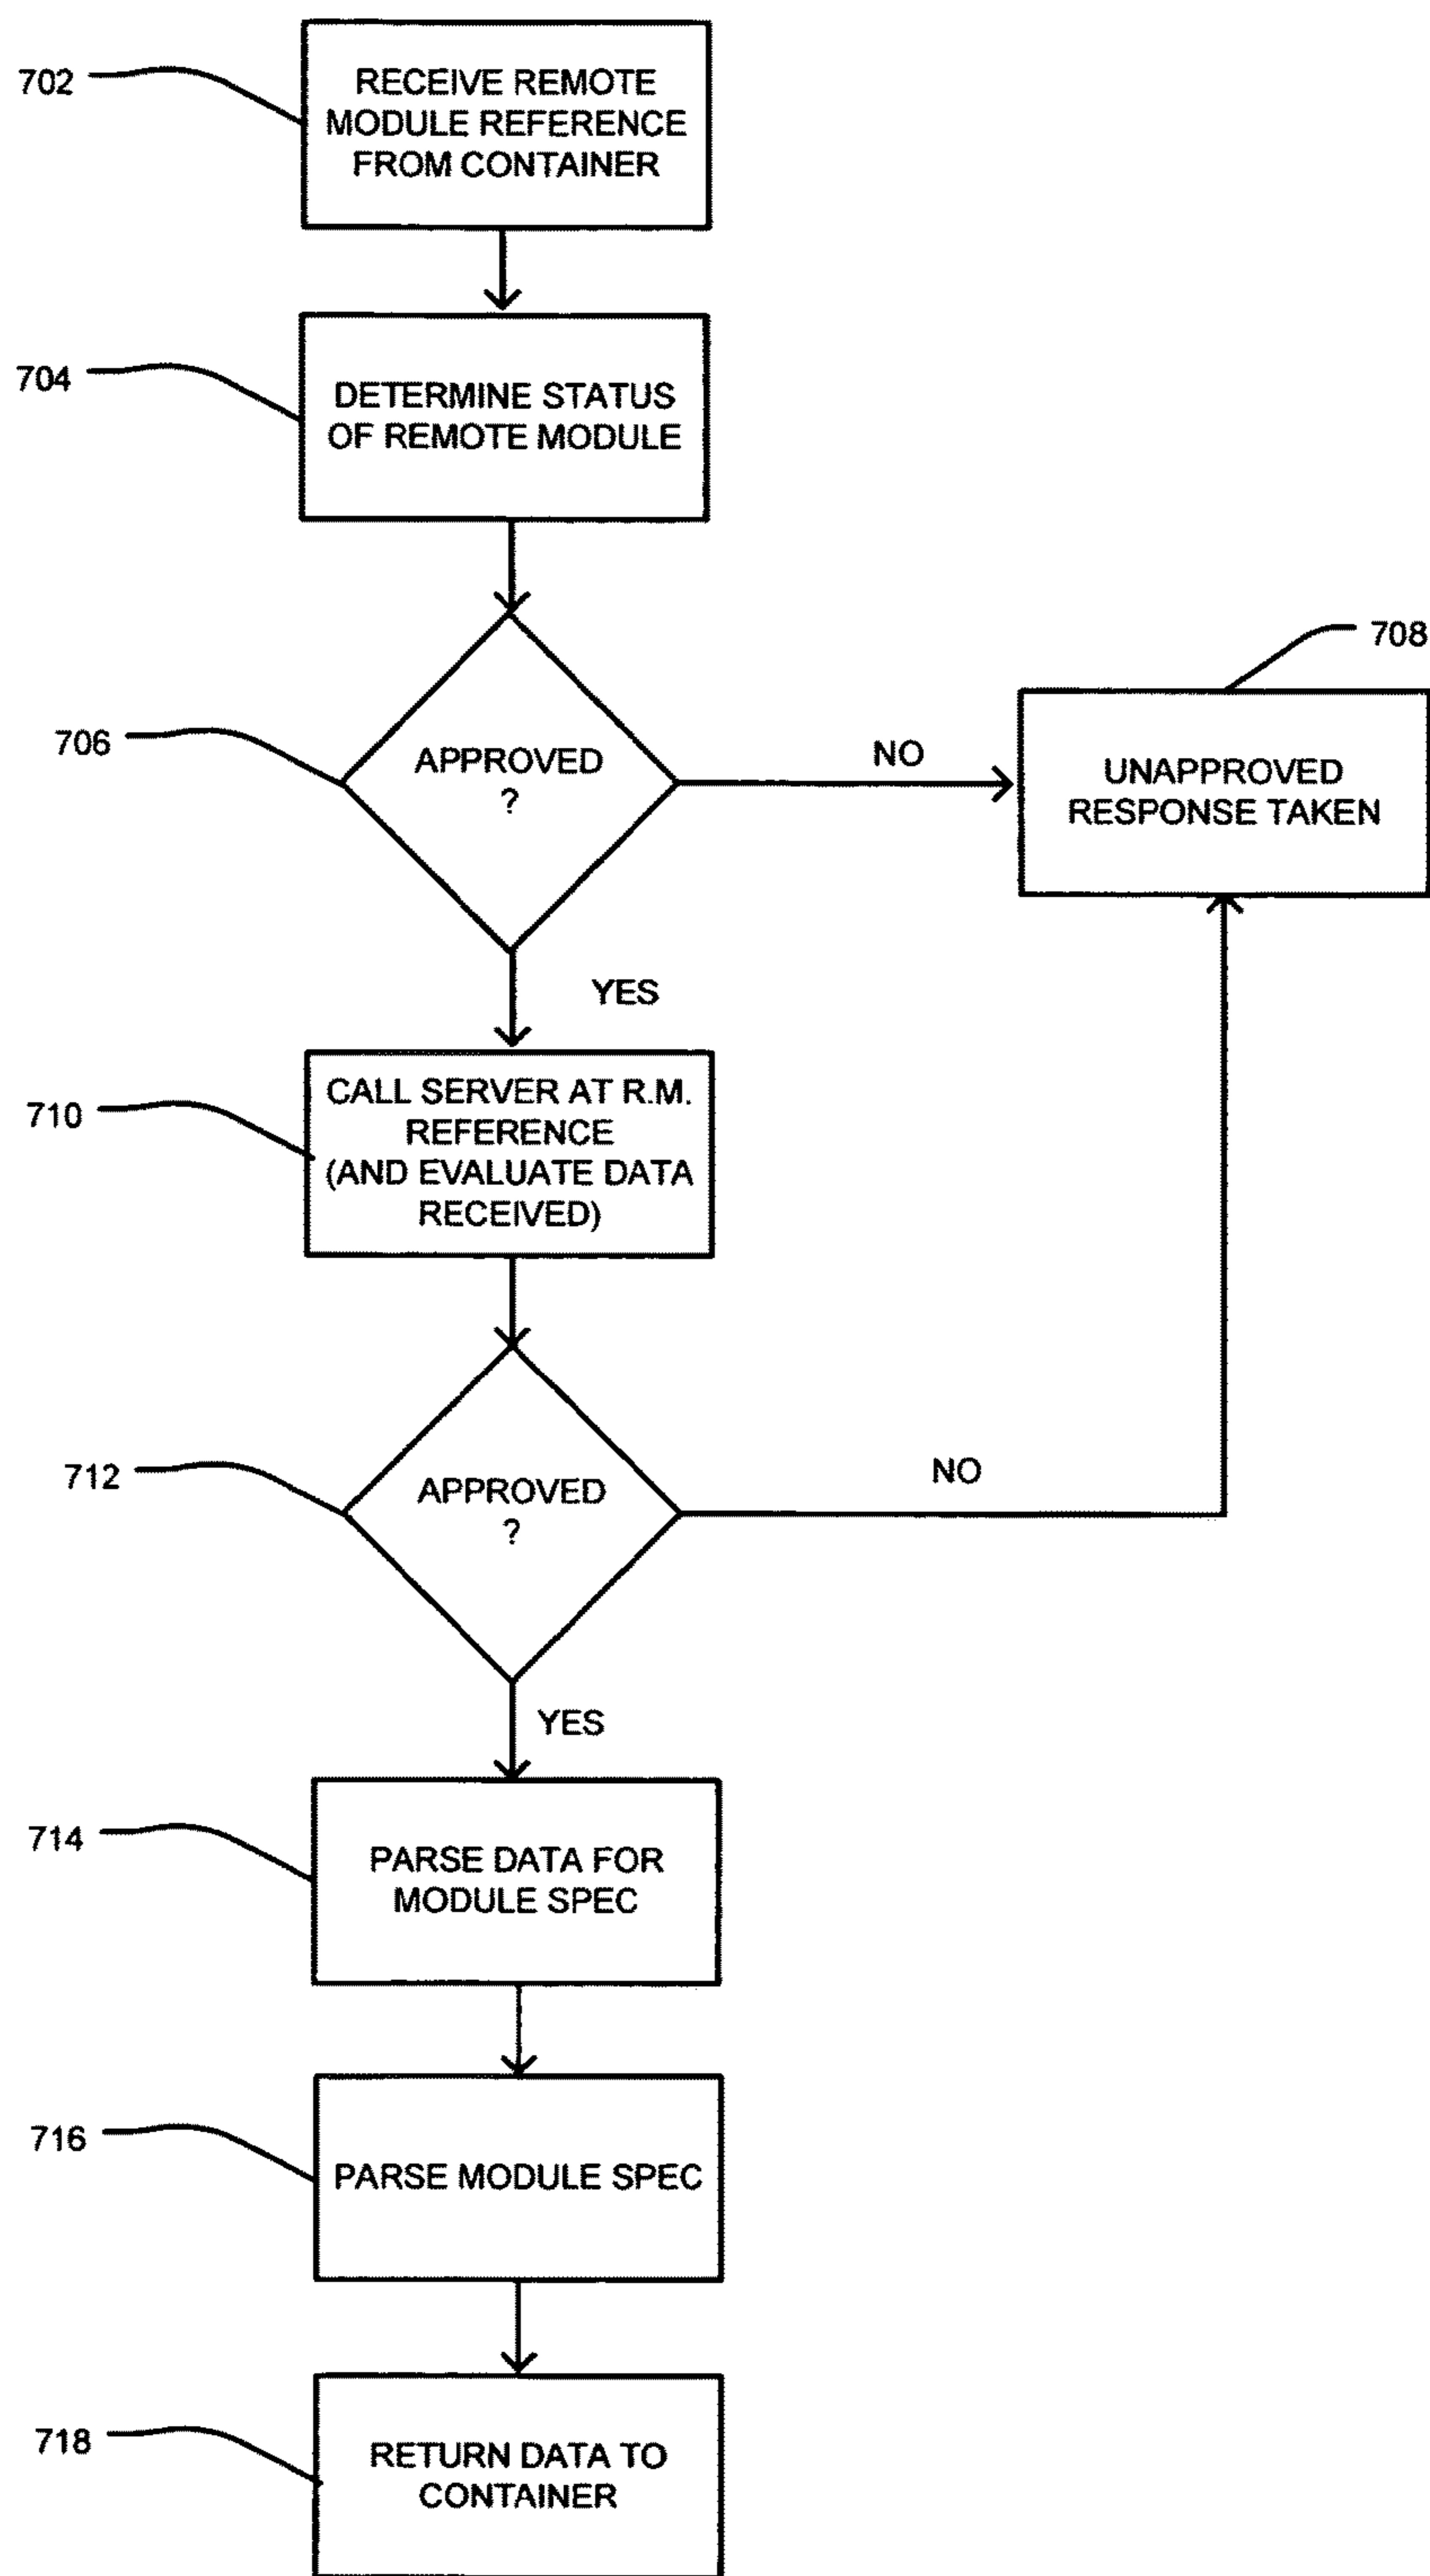 702
RECEIVE REMOTE
MODULE REFERENCE
FROM CONTAINER
704
DETERMINE STATUS
OF REMOTE MODULE
706
APPROVED
?
NO
708
UNAPPROVED
RESPONSE TAKEN
YES
710
CALL SERVER AT R.M.
REFERENCE
(AND EVALUATE DATA
RECEIVED)
712
APPROVED
?
NO
YES
714
PARSE DATA FOR
MODULE SPEC
716
PARSE MODULE SPEC
718
RETURN DATA TO
CONTAINER